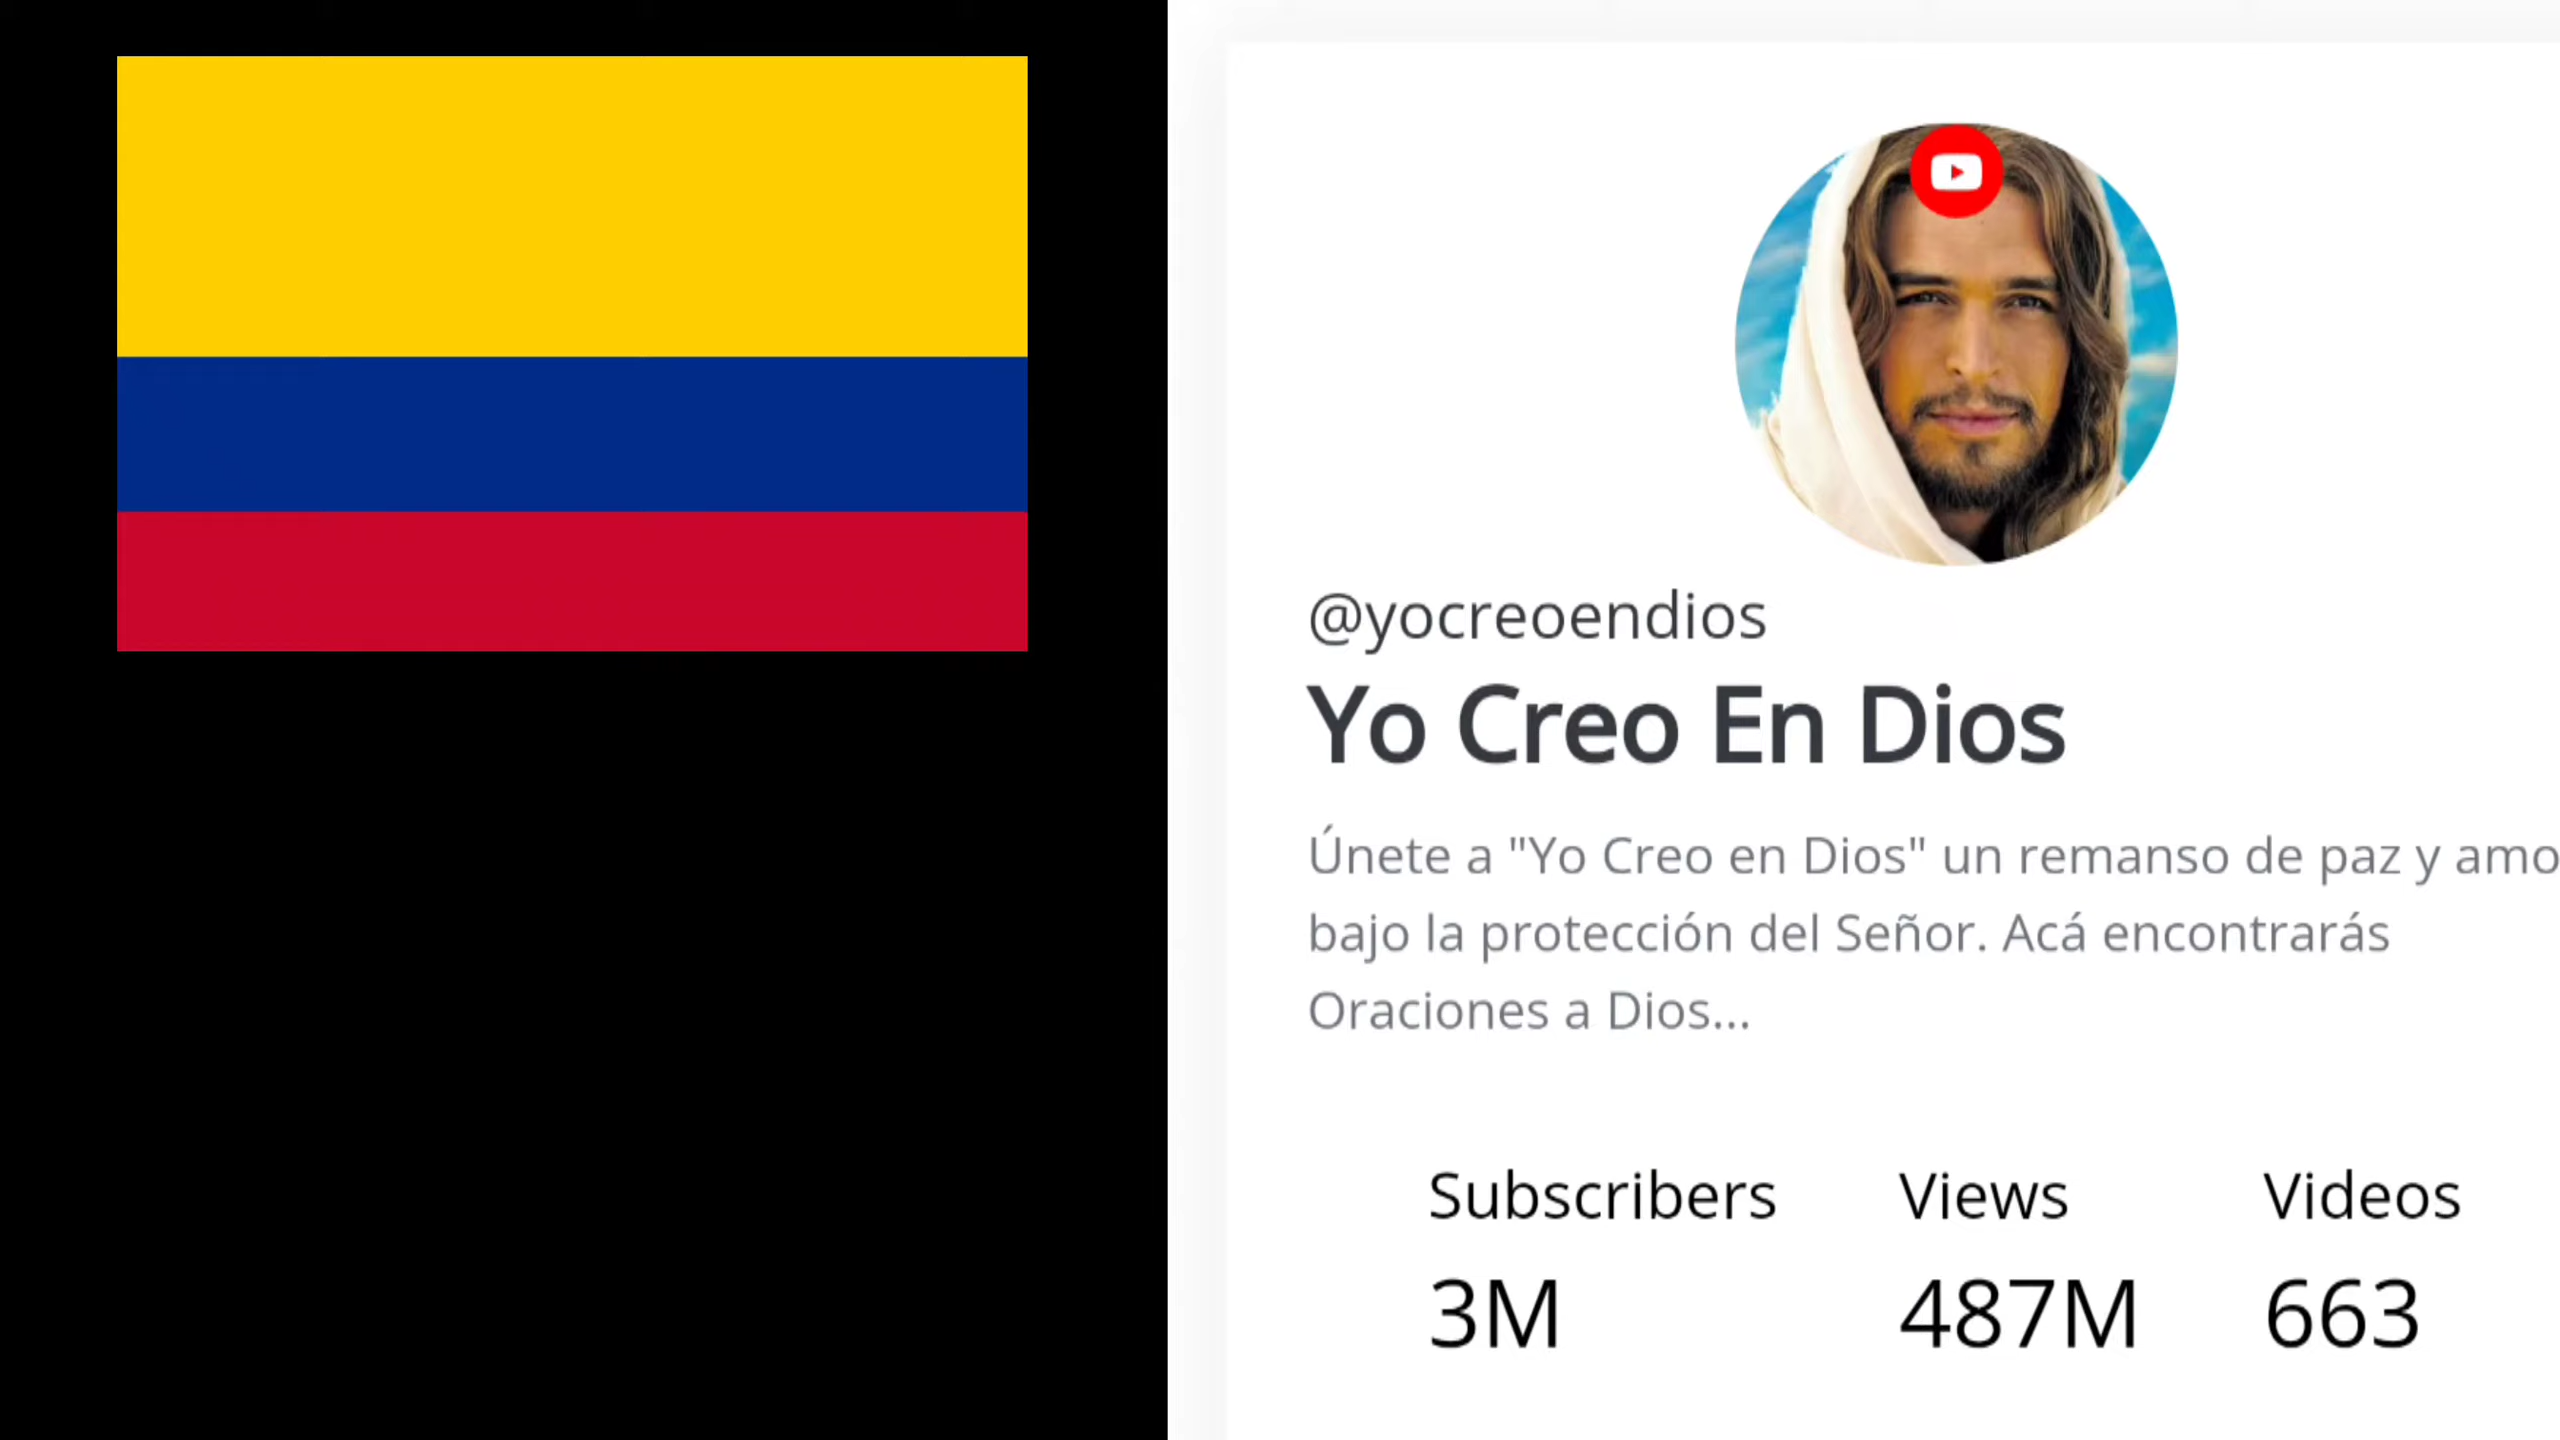 @yocreoendios
Yo Creo En Dios
Únete a "Yo Creo en Dios" un remanso de paz y amo
bajo la protección del Señor. Acá encontrarás
Oraciones a Dios...
Subscribers Views Videos
3M 487M 663